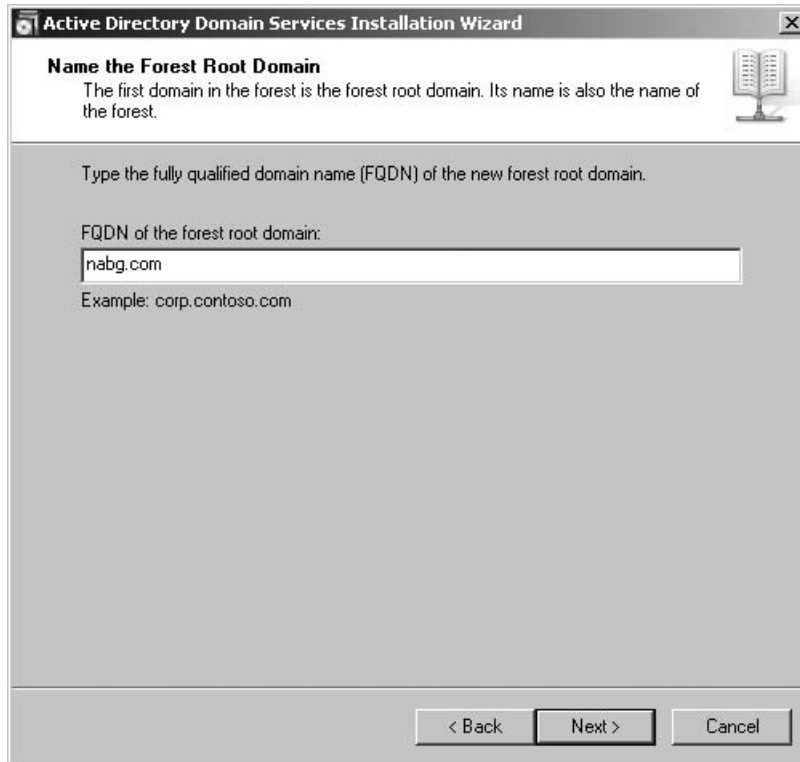 Active Directory Domain Services Installation Wizard
Name the Forest Root Domain
The first domain in the forest is the forest root domain. Its name is also the name of
the forest.
Type the fully qualified domain name (FQDN) of the new forest root domain.
FQDN of the forest root domain:
nabg.com
Example: corp.contoso.com
< Back Next > Cancel